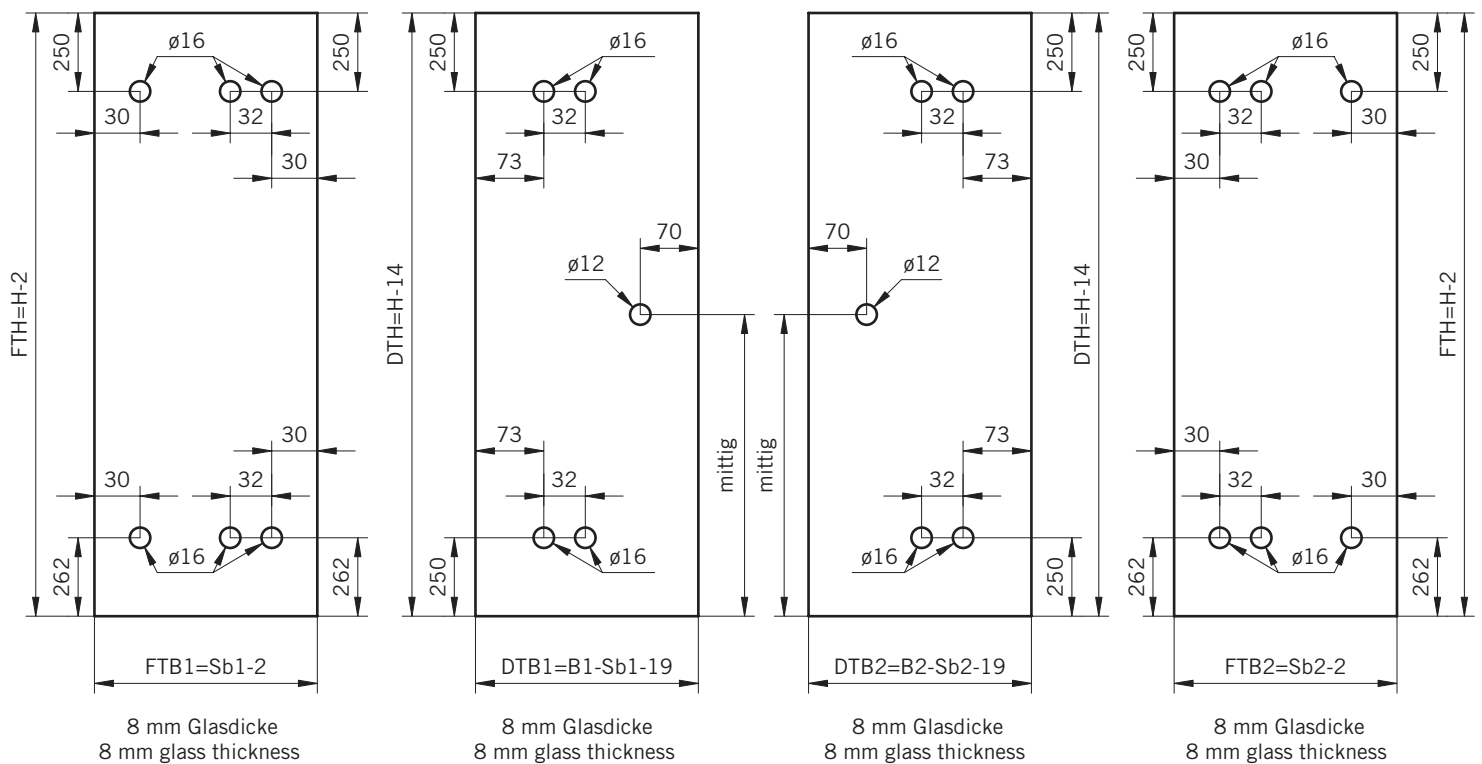 250
ø16
250
30
32
30
FTH=H-2
30
30
32
ø16
262
262
FTB1=Sb1-2
8 mm Glasdicke
8 mm glass thickness
250
ø16
32
73
70
ø12
DTH=H-14
mittig
73
32
ø16
250
DTB1=B1-Sb1-19
8 mm Glasdicke
8 mm glass thickness
ø16
250
32
73
70
ø12
DTH=H-14
mittig
73
32
ø16
250
DTB2=B2-Sb2-19
8 mm Glasdicke
8 mm glass thickness
250
ø16
250
32
30
30
FTH=H-2
30
32
30
ø16
262
262
FTB2=Sb2-2
8 mm Glasdicke
8 mm glass thickness